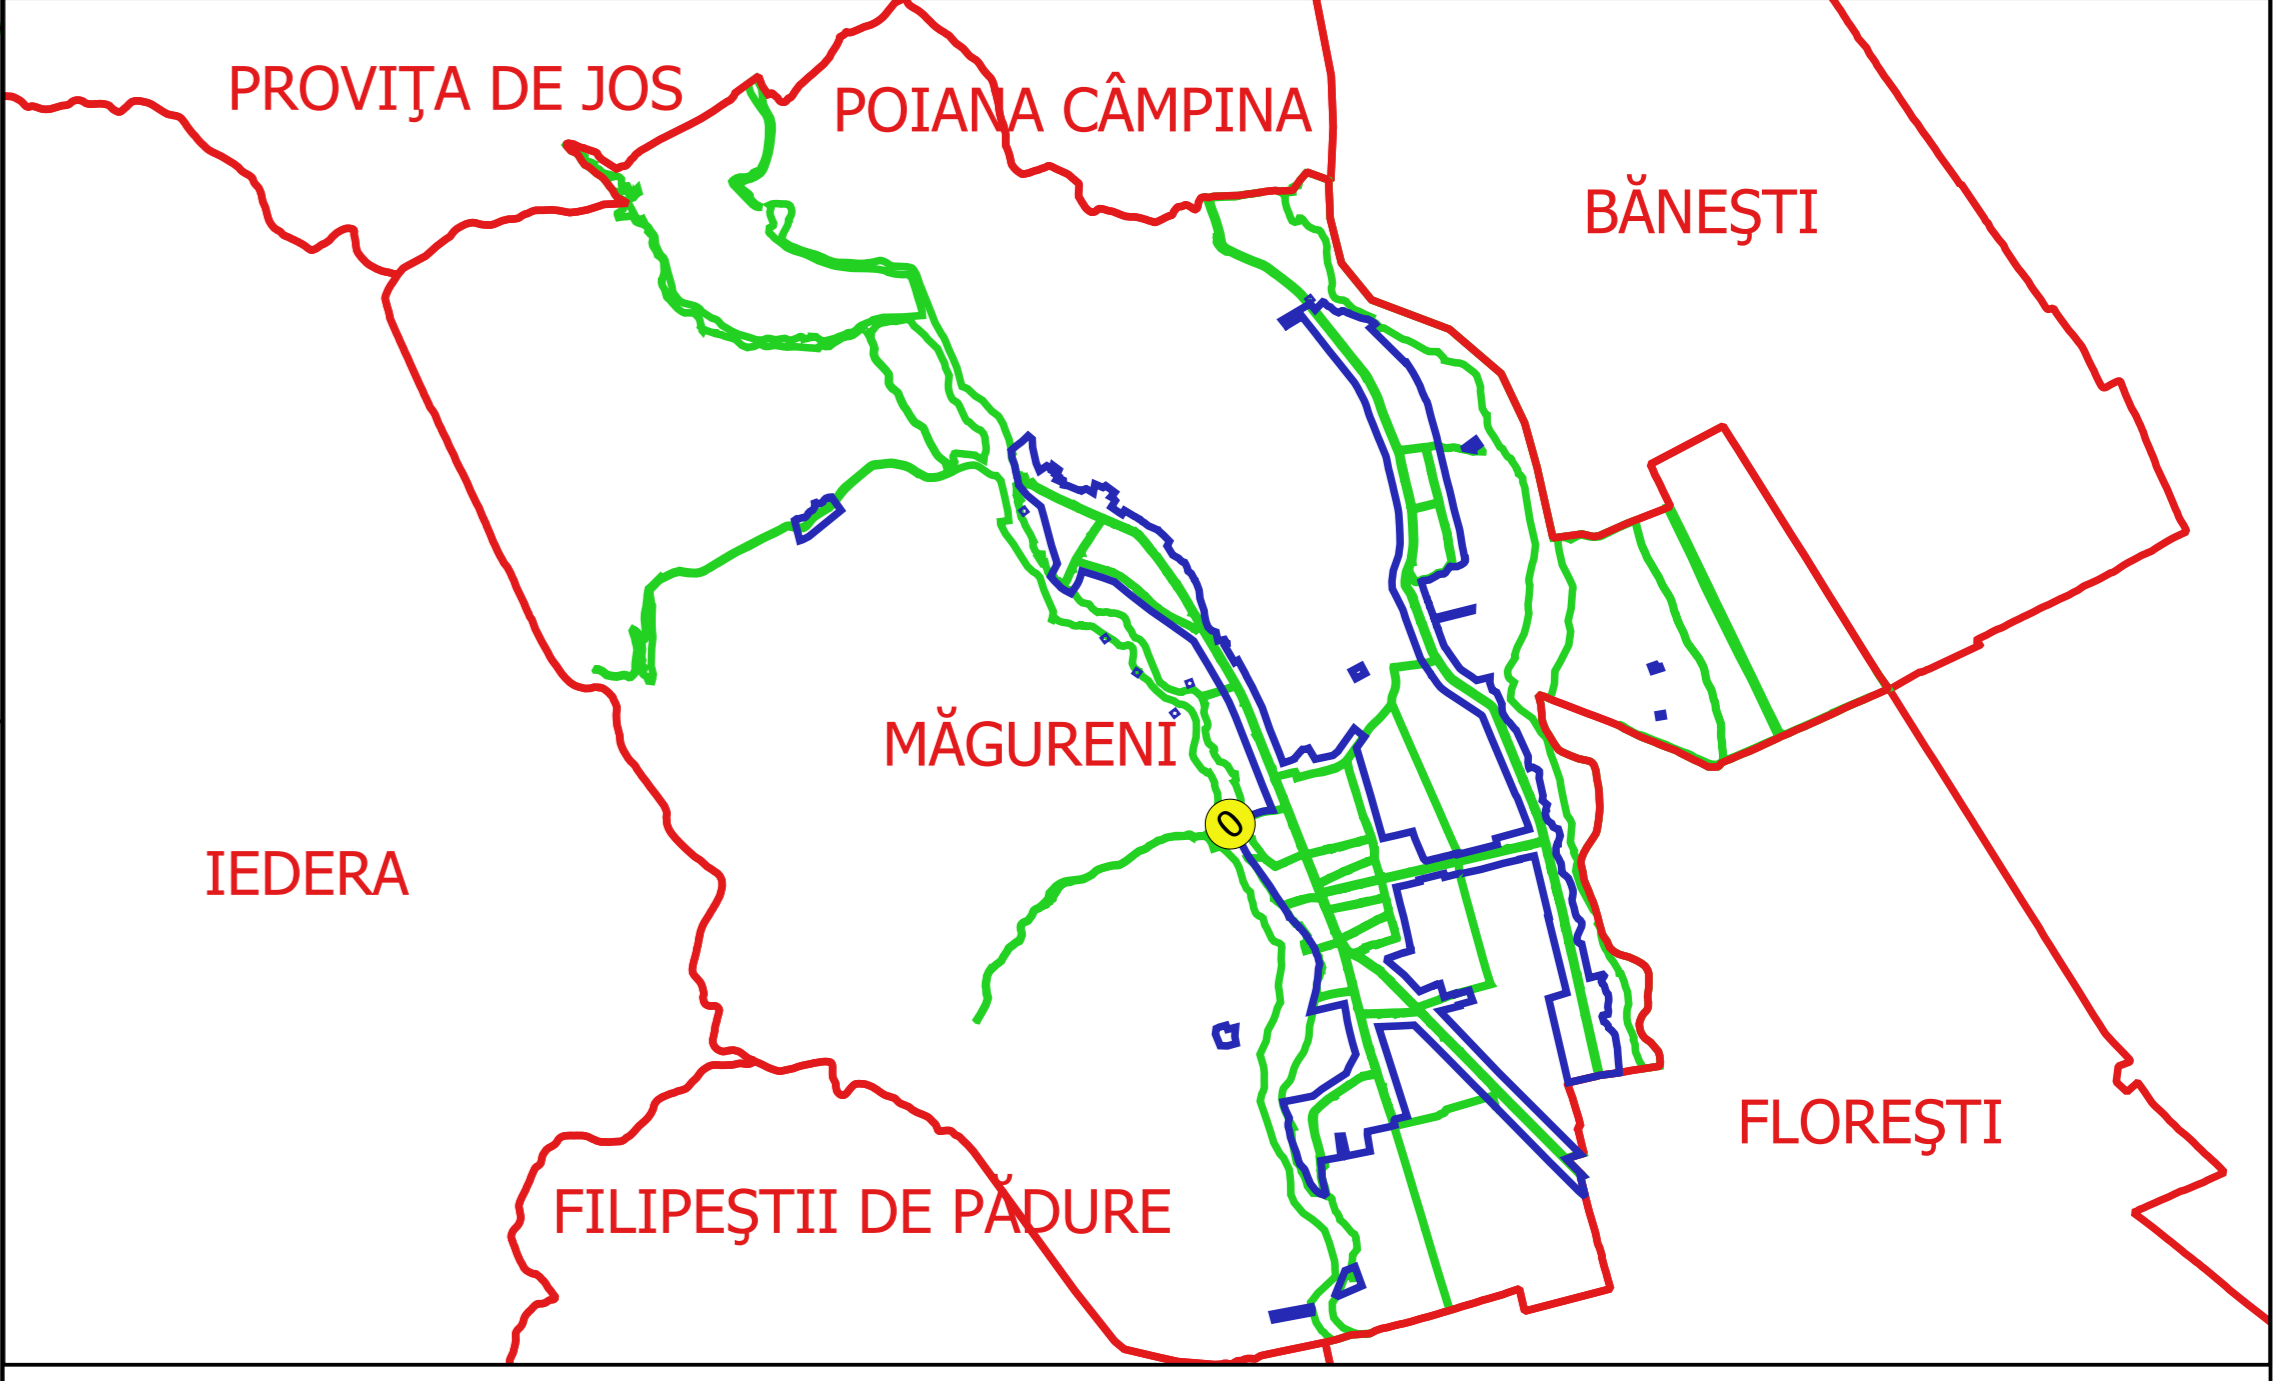 PROVIŢA DE JOS
POIANA CÂMPINA
BĂNEŞTI
MĂGURENI
0
IEDERA
FLOREŞTI
FILIPEŞTII DE PĂDURE